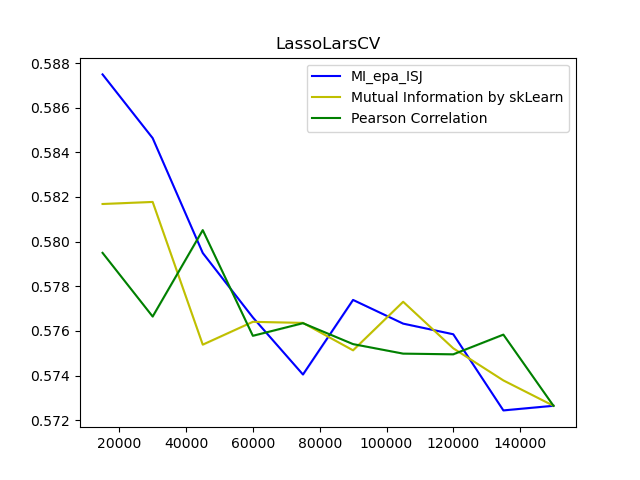 LassoLarsCV
MI_epa_ISJ
Mutual Information by skLearn
Pearson Correlation
0.588
0.586
0.584
0.582
0.580
0.578
0.576
0.574
0.572
20000 40000 60000 80000 100000 120000 140000